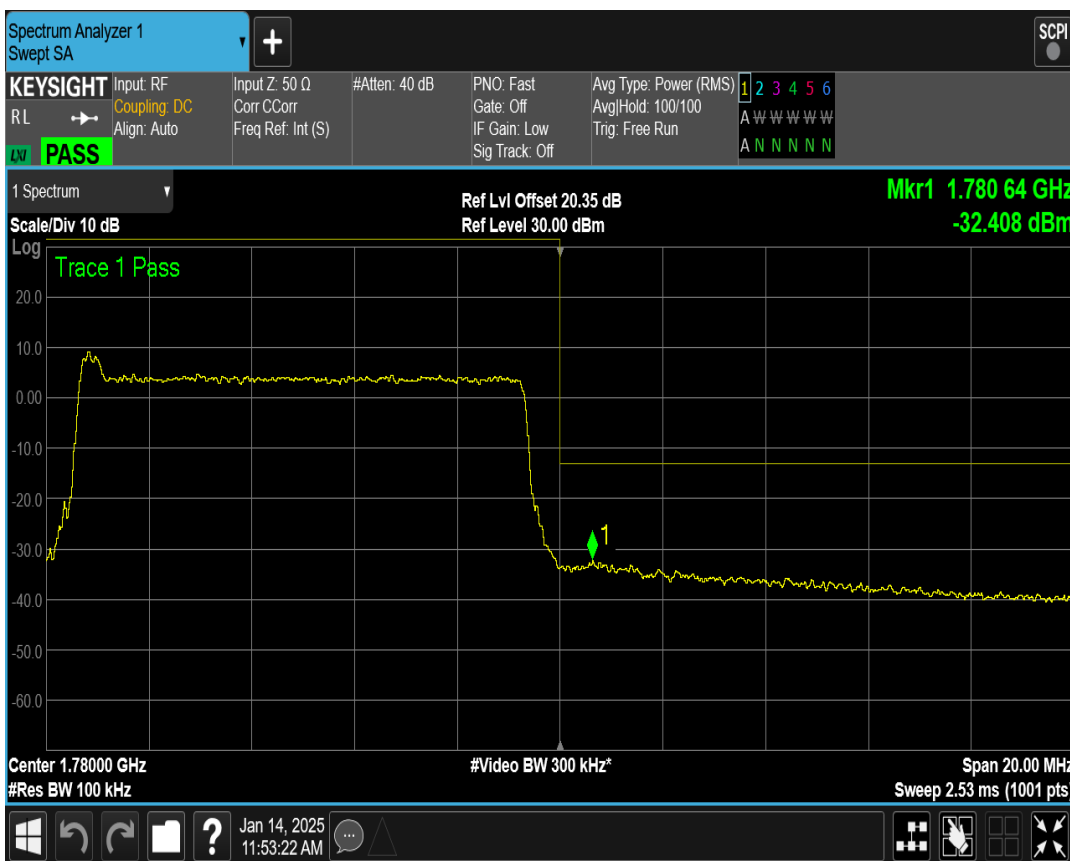 Spectrum Analyzer 1
Swept SA
+
SCPI
KEYSIGHT
RL
LXI
PASS
Input: RF
Coupling: DC
Align: Auto
Input Z: 50 Ω
Corr CCorr
Freq Ref: Int (S)
#Atten: 40 dB
PNO: Fast
Gate: Off
IF Gain: Low
Sig Track: Off
Avg Type: Power (RMS)
Avg|Hold: 100/100
Trig: Free Run
1 2 3 4 5 6
A W W W W W
A N N N N N
1 Spectrum
Scale/Div 10 dB
Ref Lvl Offset 20.35 dB
Ref Level 30.00 dBm
Mkr1 1.780 64 GHz
-32.408 dBm
Log
Trace 1 Pass
20.0
10.0
0.00
-10.0
-20.0
-30.0
-40.0
-50.0
-60.0
1
Center 1.78000 GHz
#Res BW 100 kHz
#Video BW 300 kHz*
Span 20.00 MHz
Sweep 2.53 ms (1001 pts)
?
Jan 14, 2025
11:53:22 AM